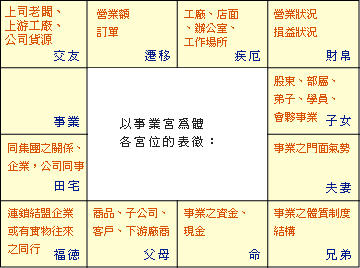 上司老闆、
上游工廠、
公司貨源
交友
營業額
訂單
遷移
工廠、店面
、辦公室、
工作場所
疾厄
營業狀況
損益狀況
財帛
事業
以事業宮爲體
各宮位的表徵：
股東、部屬、
弟子、學員、
會夥事業
子女
同集團之關係、
企業，公司同事
田宅
事業之門面氣勢
夫妻
連鎖結盟企業
或有實物往來
之同行
福德
商品、子公司、
客戶、下游廠商
父母
事業之資金、
現金
命
事業之體質制度
結構
兄弟